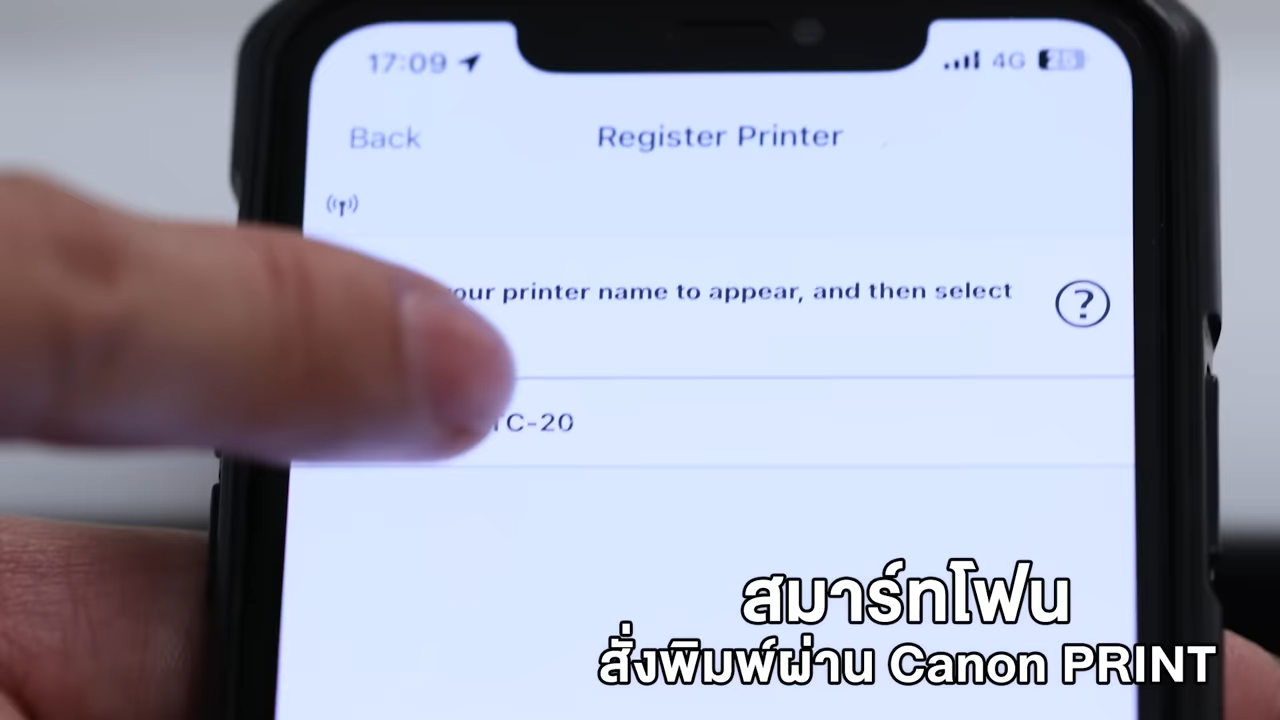 17:09 4G 25
Back Register Printer
our printer name to appear, and then select
?
TC-20
สมาร์ทโฟน
สั่งพิมพ์ผ่าน Canon PRINT